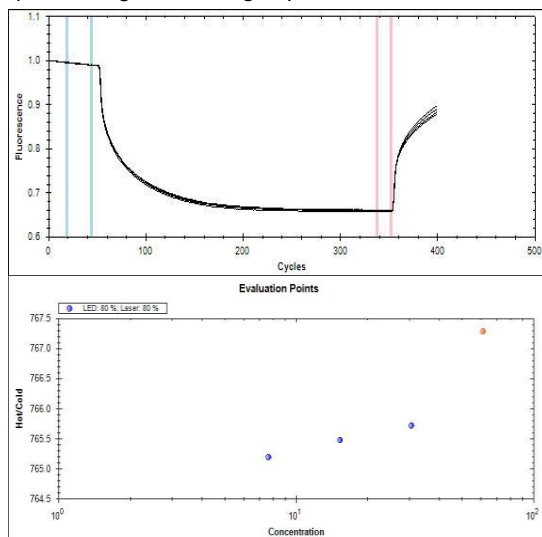 1.1
1.0
0.9
0.8
0.7
0.6
Fluorescence
0 100 200 300 400 500
Cycles
Evaluation Points
LED: 80 %; Laser: 80 %
767.5
767.0
766.5
766.0
765.5
765.0
764.5
Hot/Cold
10^0 10^1 10^2
Concentration